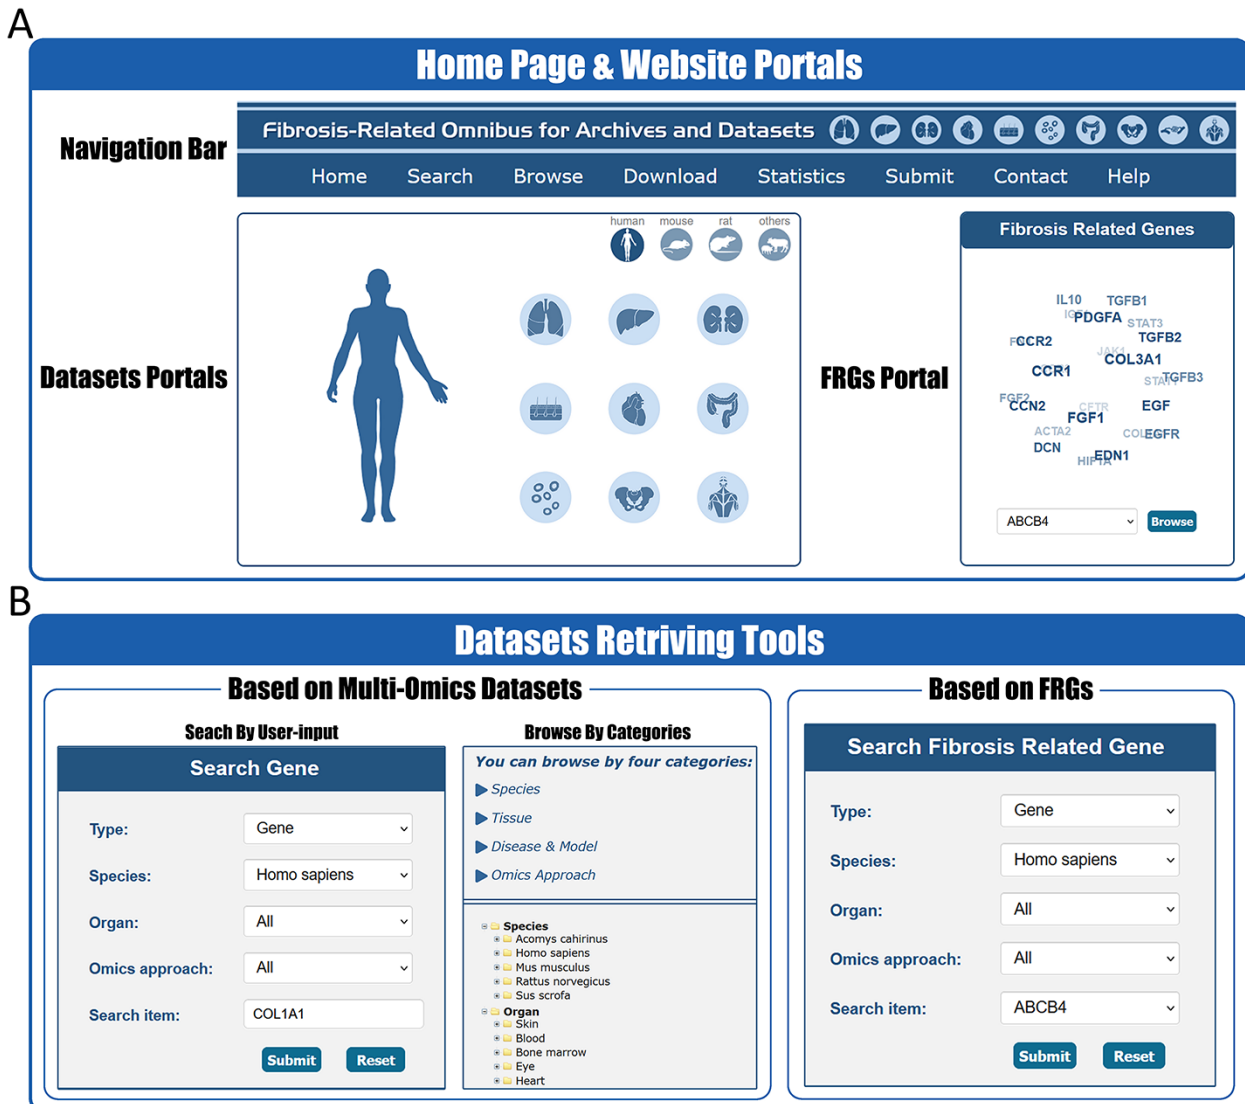 A
Home Page & Website Portals
Navigation Bar
Fibrosis-Related Omnibus for Archives and Datasets
Home Search Browse Download Statistics Submit Contact Help
Datasets Portals
human mouse rat others
FRGs Portal
Fibrosis Related Genes
IL10 TGFB1
PDGFA
STAT3
CCR2 TGFB2
JAK1
COL3A1
CCR1
TGFB3
FGF2
CCN2 CFTR EGF
FGF1
ACTA2 EGFR
DCN
EDN1
HIF1A
ABCB4 Browse
B
Datasets Retriving Tools
Based on Multi-Omics Datasets
Seach By User-input
Search Gene
Type: Gene
Species: Homo sapiens
Organ: All
Omics approach: All
Search item: COL1A1
Submit Reset
Browse By Categories
You can browse by four categories:
Species
Tissue
Disease & Model
Omics Approach
Species
Acomys cahirinus
Homo sapiens
Mus musculus
Rattus norvegicus
Sus scrofa
Organ
Skin
Blood
Bone marrow
Eye
Heart
Based on FRGs
Search Fibrosis Related Gene
Type: Gene
Species: Homo sapiens
Organ: All
Omics approach: All
Search item: ABCB4
Submit Reset